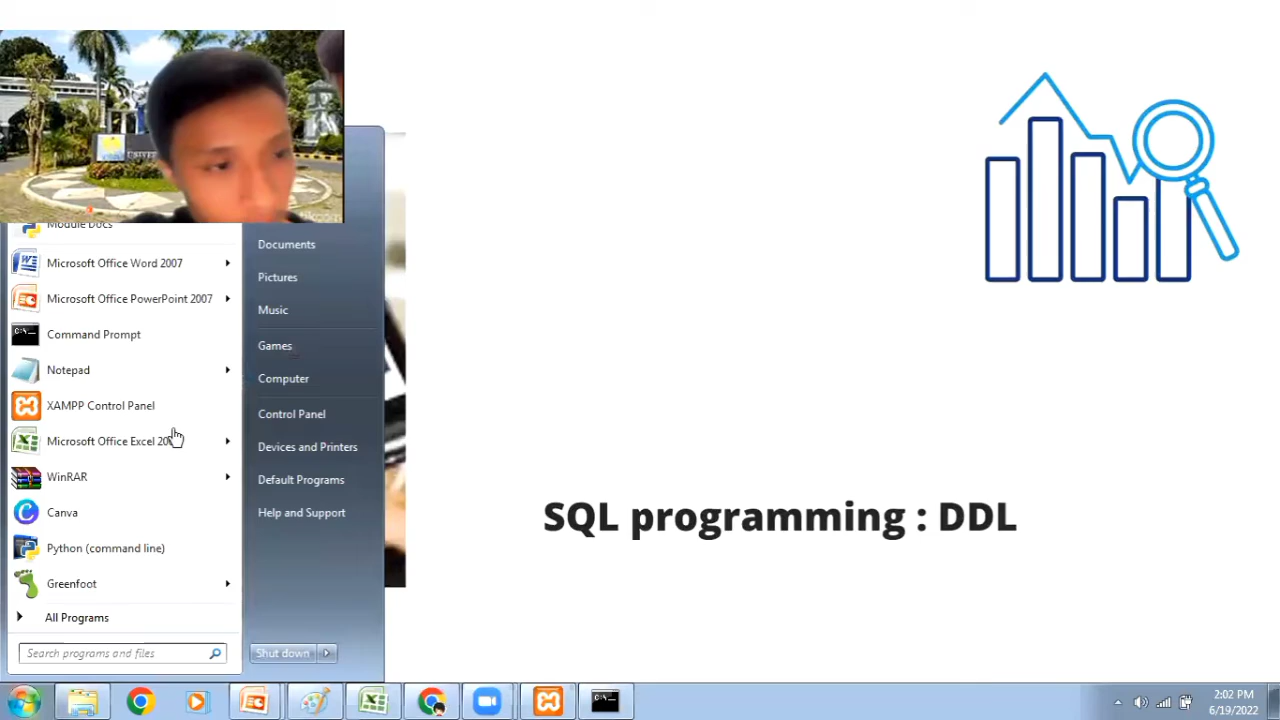 UNIVE
Module Docs
Microsoft Office Word 2007
Microsoft Office PowerPoint 2007
C:\_
Command Prompt
Notepad
XAMPP Control Panel
Microsoft Office Excel 20
WinRAR
Canva
Python (command line)
Greenfoot
All Programs
Search programs and files
Documents
Pictures
Music
Games
Computer
Control Panel
Devices and Printers
Default Programs
Help and Support
Shut down
SQL programming : DDL
2:02 PM
6/19/2022